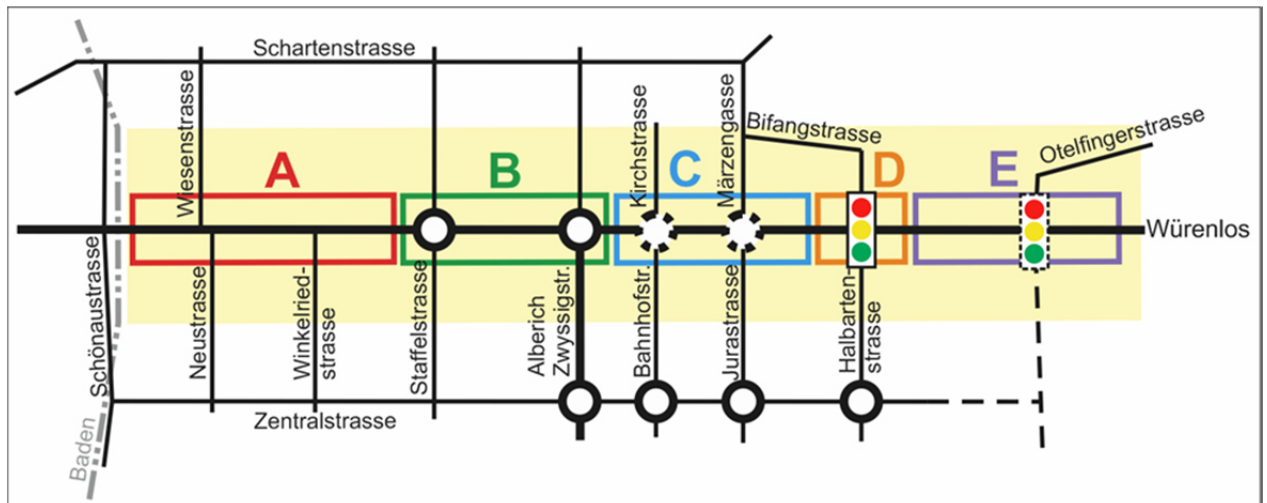 Schartenstrasse
Wiesenstrasse
Kirchstrasse
Märzengasse
Bifangstrasse
Otelfingerstrasse
A
B
C
D
E
Würenlos
Schönaustrasse
Neustrasse
Winkelried-
strasse
Staffelstrasse
Alberich
Zwyssigstr.
Bahnhofstr.
Jurastrasse
Halbarten-
strasse
Zentralstrasse
Baden